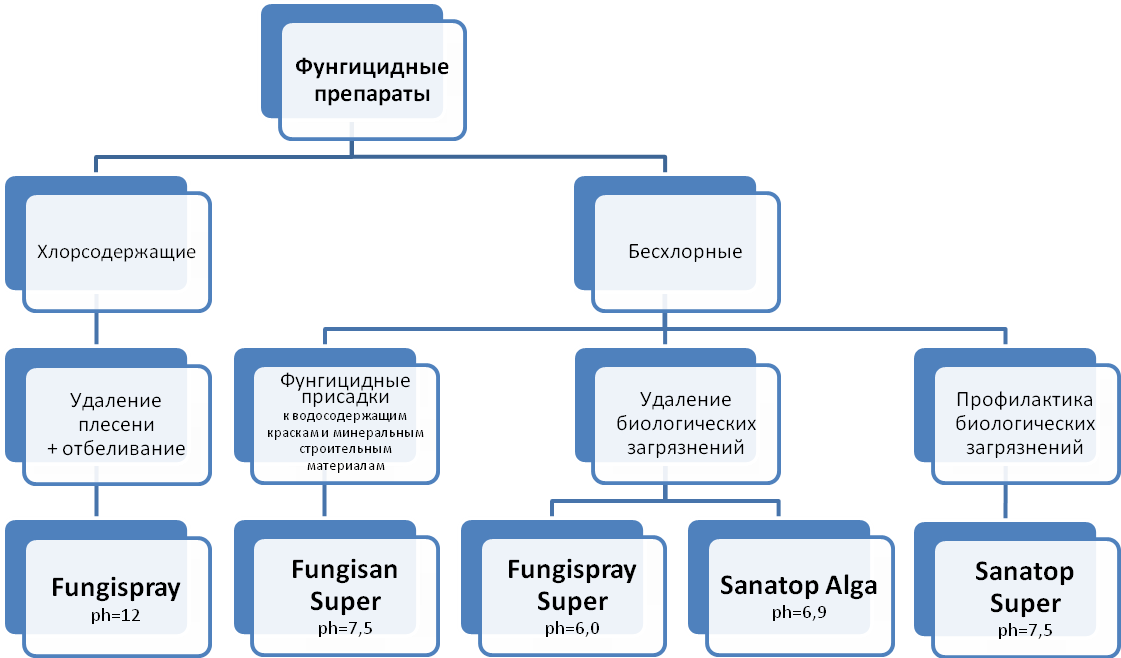 Фунгицидные
препараты
Хлорсодержащие
Бесхлорные
Удаление
плесени
+ отбеливание
Фунгицидные
присадки
к водосодержащим
краскам и минеральным
строительным
материалам
Удаление
биологических
загрязнений
Профилактика
биологических
загрязнений
Fungispray
ph=12
Fungisan
Super
ph=7,5
Fungispray
Super
ph=6,0
Sanatop Alga
ph=6,9
Sanatop
Super
ph=7,5